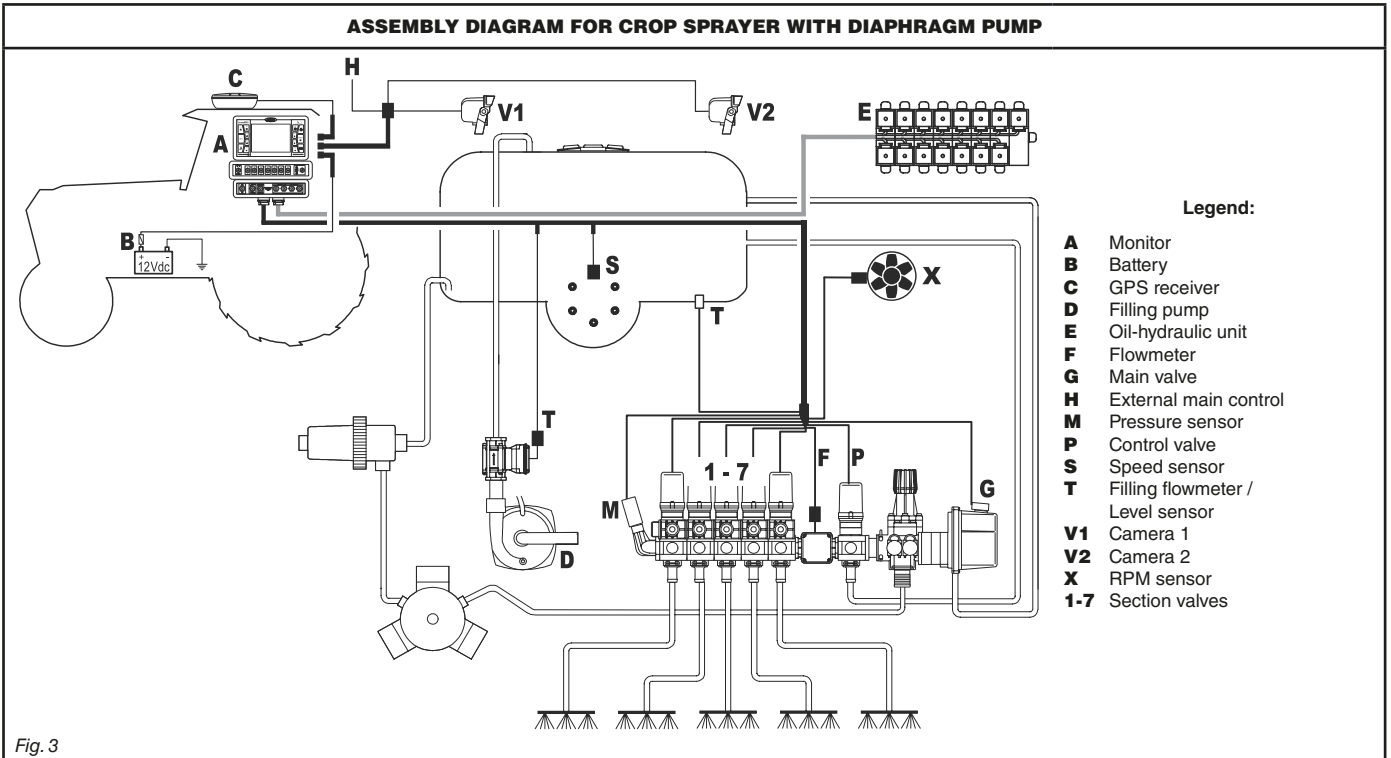 ASSEMBLY DIAGRAM FOR CROP SPRAYER WITH DIAPHRAGM PUMP
H
C
V1
V2
E
A
B
+ -
12Vdc
S
X
T
T
1 - 7
F
P
M
G
D
Legend:
A Monitor
B Battery
C GPS receiver
D Filling pump
E Oil-hydraulic unit
F Flowmeter
G Main valve
H External main control
M Pressure sensor
P Control valve
S Speed sensor
T Filling flowmeter /
Level sensor
V1 Camera 1
V2 Camera 2
X RPM sensor
1-7 Section valves
Fig. 3